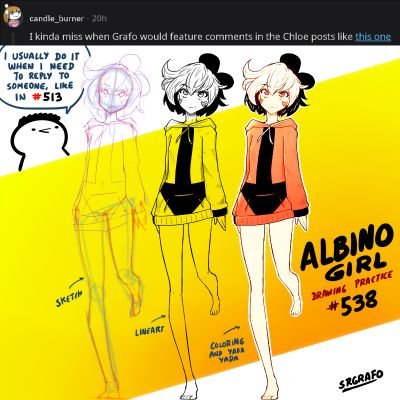 candle_burner · 20h
I kinda miss when Grafo would feature comments in the Chloe posts like this one
I USUALLY DO IT
WHEN I NEED
TO REPLY TO
SOMEONE, LIKE
IN #513
SKETCH
LINEART
COLORING
AND YADA
YADA
ALBINO
GIRL
DRAWING PRACTICE
#538
SRGRAFO